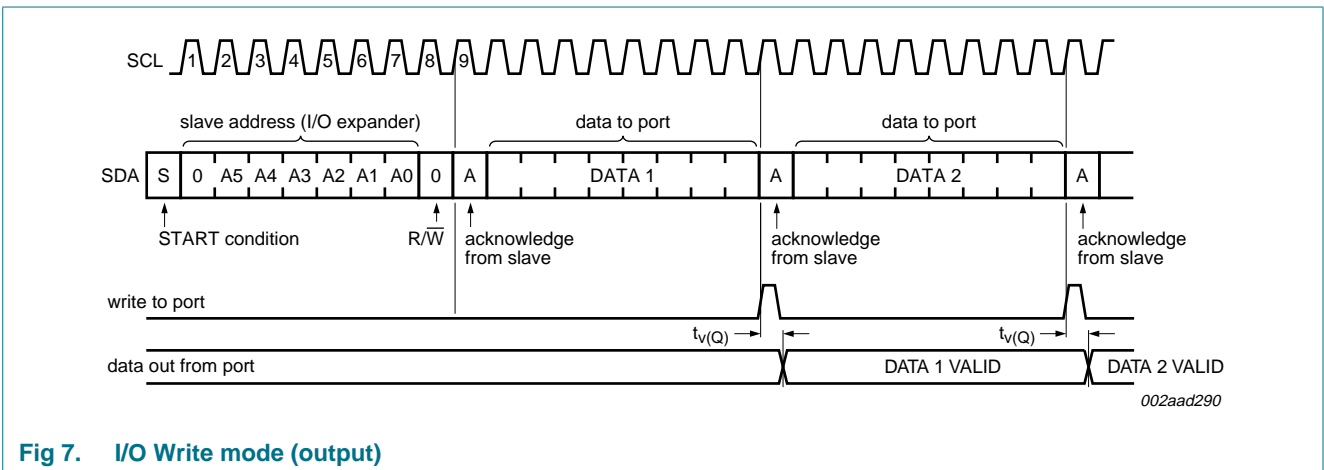 SCL 1 2 3 4 5 6 7 8 9
slave address (I/O expander) data to port data to port
SDA S 0 A5 A4 A3 A2 A1 A0 0 A DATA 1 A DATA 2 A
START condition R/W̅ acknowledge acknowledge acknowledge
from slave from slave from slave
write to port
tv(Q) tv(Q)
data out from port DATA 1 VALID DATA 2 VALID
002aad290
Fig 7. I/O Write mode (output)